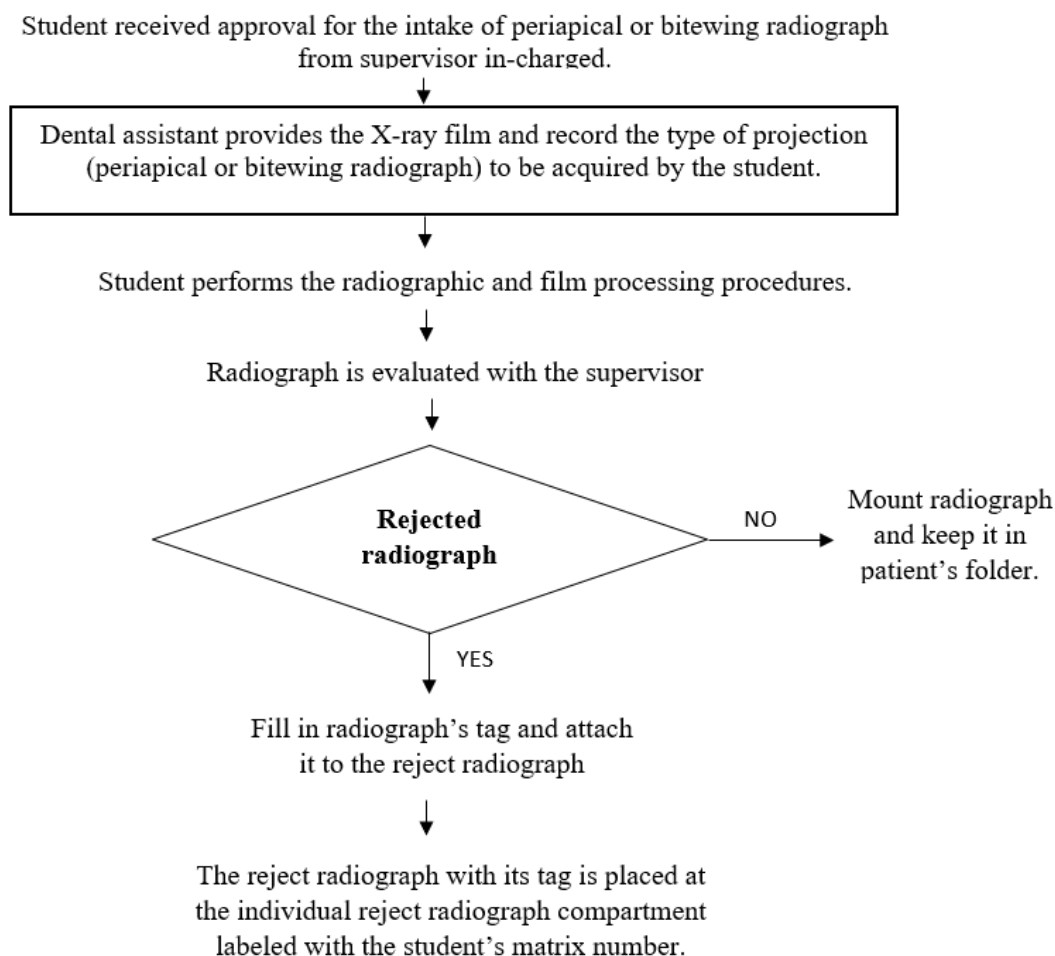 Student received approval for the intake of periapical or bitewing radiograph
from supervisor in-charged.
Dental assistant provides the X-ray film and record the type of projection
(periapical or bitewing radiograph) to be acquired by the student.
Student performs the radiographic and film processing procedures.
Radiograph is evaluated with the supervisor
Rejected
radiograph
NO
Mount radiograph
and keep it in
patient’s folder.
YES
Fill in radiograph’s tag and attach
it to the reject radiograph
The reject radiograph with its tag is placed at
the individual reject radiograph compartment
labeled with the student’s matrix number.